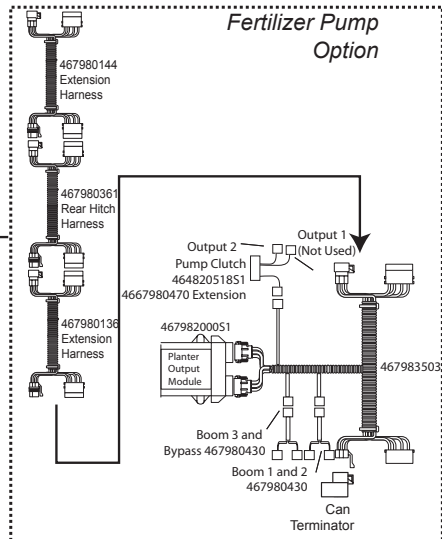 Fertilizer Pump
Option
467980144
Extension
Harness
467980361
Rear Hitch
Harness
467980136
Extension
Harness
Output 2
Output 1
(Not Used)
Pump Clutch
464820518S1
4667980470 Extension
467982000S1
Planter
Output
Module
467983503
Boom 3 and
Bypass 467980430
Boom 1 and 2
467980430
Can
Terminator